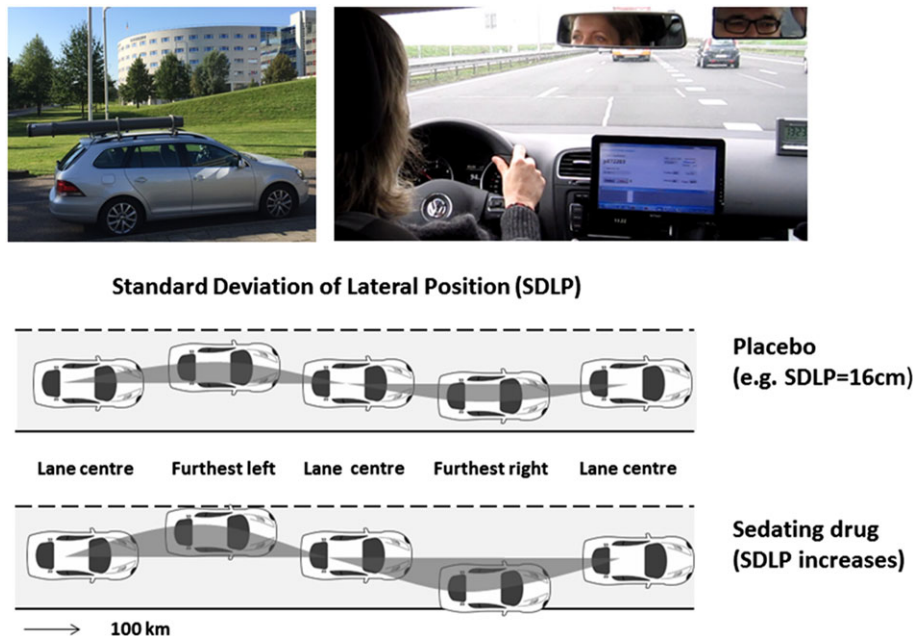 Standard Deviation of Lateral Position (SDLP)
Placebo
(e.g. SDLP=16cm)
Lane centre
Furthest left
Lane centre
Furthest right
Lane centre
Sedating drug
(SDLP increases)
100 km